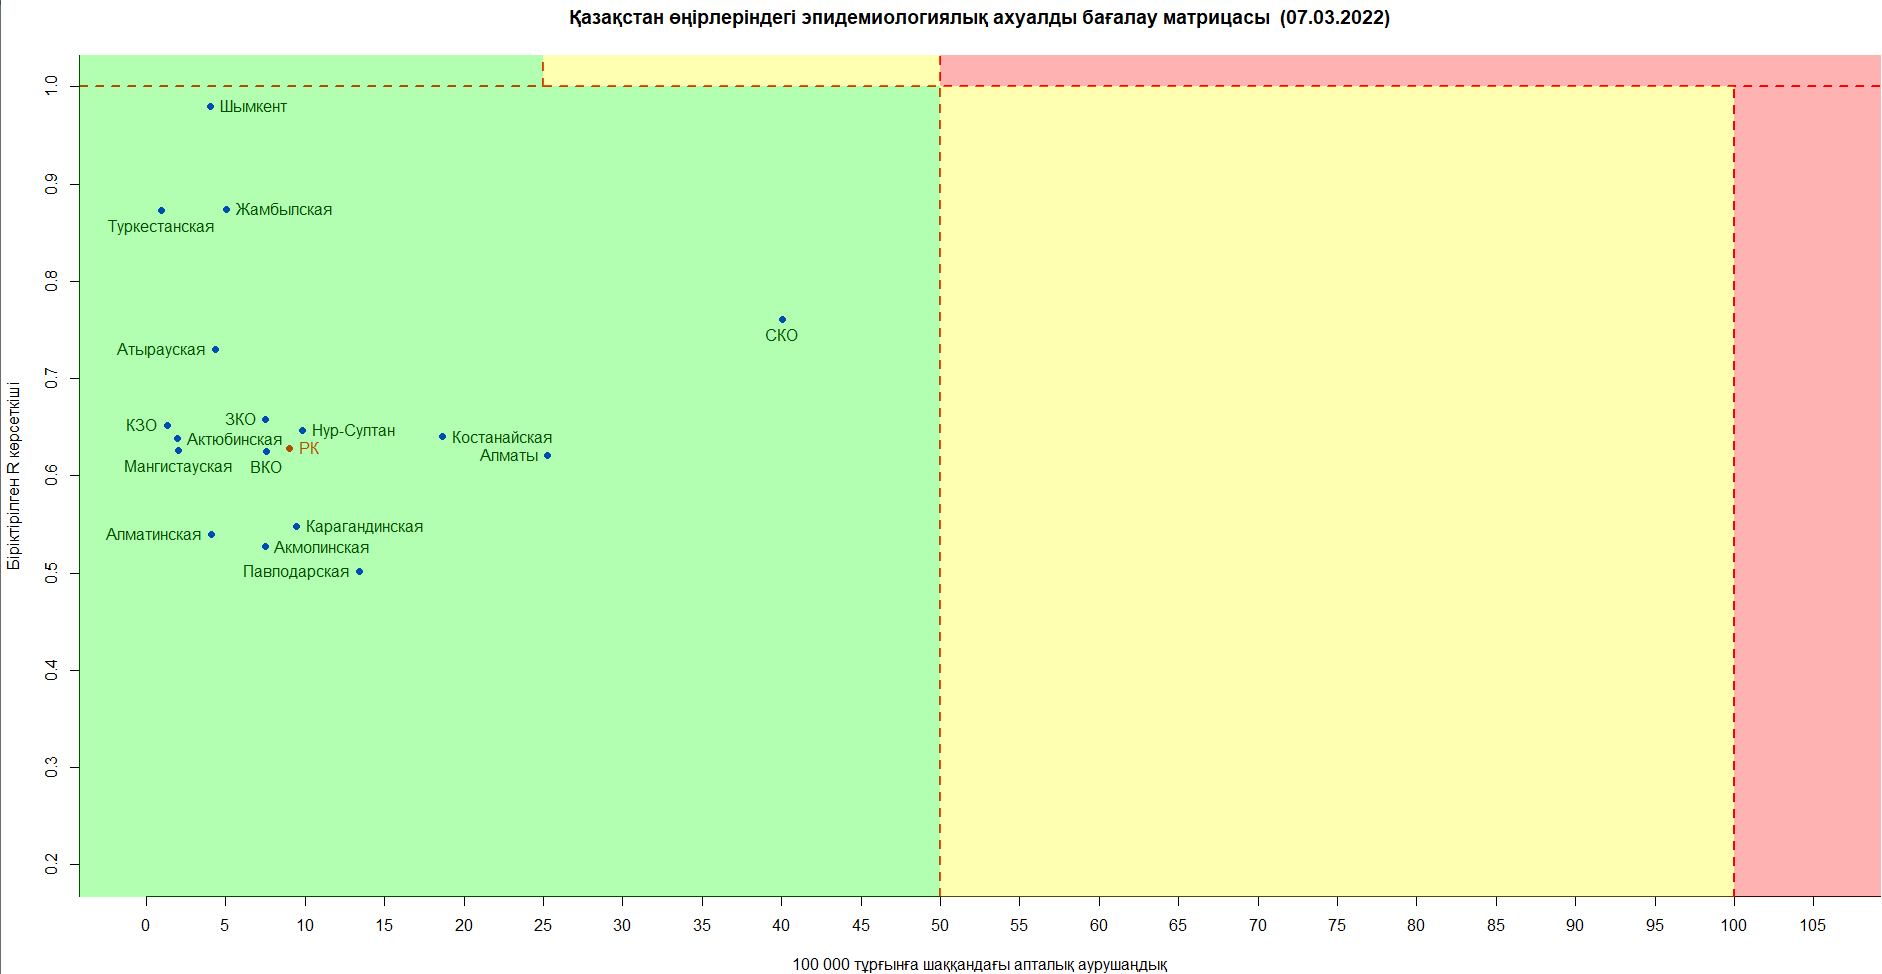 Қазақстан өңірлеріндегі эпидемиологиялық ахуалды бағалау матрицасы (07.03.2022)
1.0
Шымкент
0.9
Жамбылская
Туркестанская
0.8
СКО
Атырауская
0.7
ЗКО
КЗО
Нур-Султан
Актюбинская
Костанайская
РК
Алматы
Мангистауская
ВКО
0.6
Карагандинская
Алматинская
Акмолинская
Павлодарская
0.5
0.4
0.3
0.2
Біріктірілген R көрсеткіші
0 5 10 15 20 25 30 35 40 45 50 55 60 65 70 75 80 85 90 95 100 105
100 000 тұрғынға шаққандағы апталық аурушаңдық